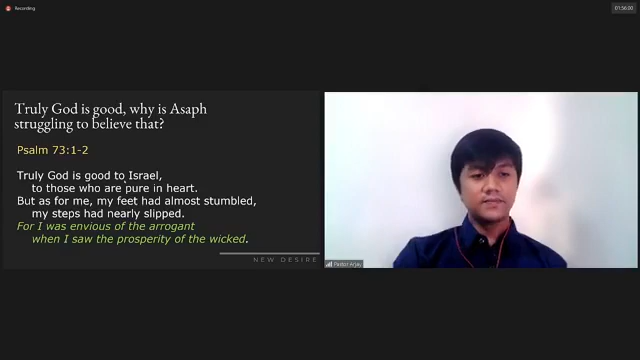 Recording
01:56:00
Truly God is good, why is Asaph
struggling to believe that?
Psalm 73:1-2
Truly God is good to Israel,
to those who are pure in heart.
But as for me, my feet had almost stumbled,
my steps had nearly slipped.
For I was envious of the arrogant
when I saw the prosperity of the wicked.
NEW DESIRE
Pastor Arjay